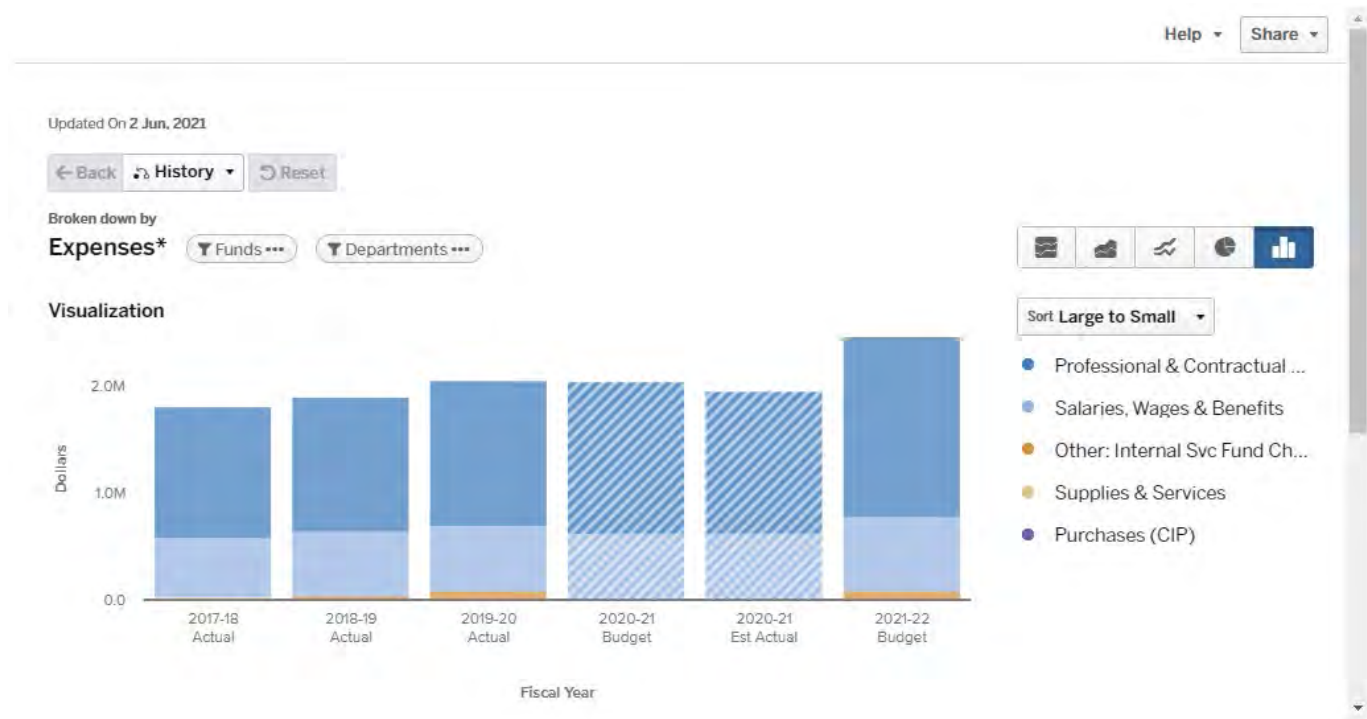 Help
Share
Updated On 2 Jun, 2021
Back
History
Reset
Broken down by
Expenses*
Funds •••
Departments •••
Visualization
Sort Large to Small
Professional & Contractual ...
Salaries, Wages & Benefits
Other: Internal Svc Fund Ch...
Supplies & Services
Purchases (CIP)
Dollars
2.0M
1.0M
0.0
2017-18 Actual
2018-19 Actual
2019-20 Actual
2020-21 Budget
2020-21 Est Actual
2021-22 Budget
Fiscal Year